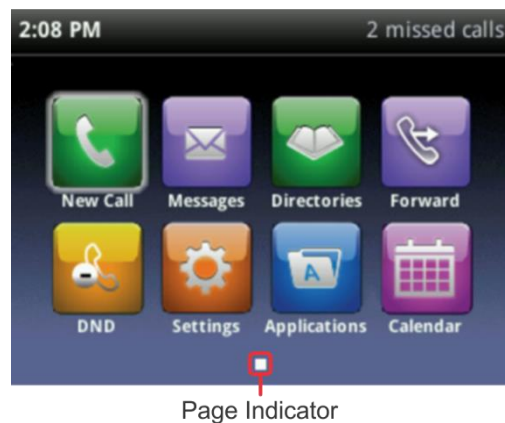 2:08 PM 2 missed calls
New Call Messages Directories Forward
A
DND Settings Applications Calendar
Page Indicator